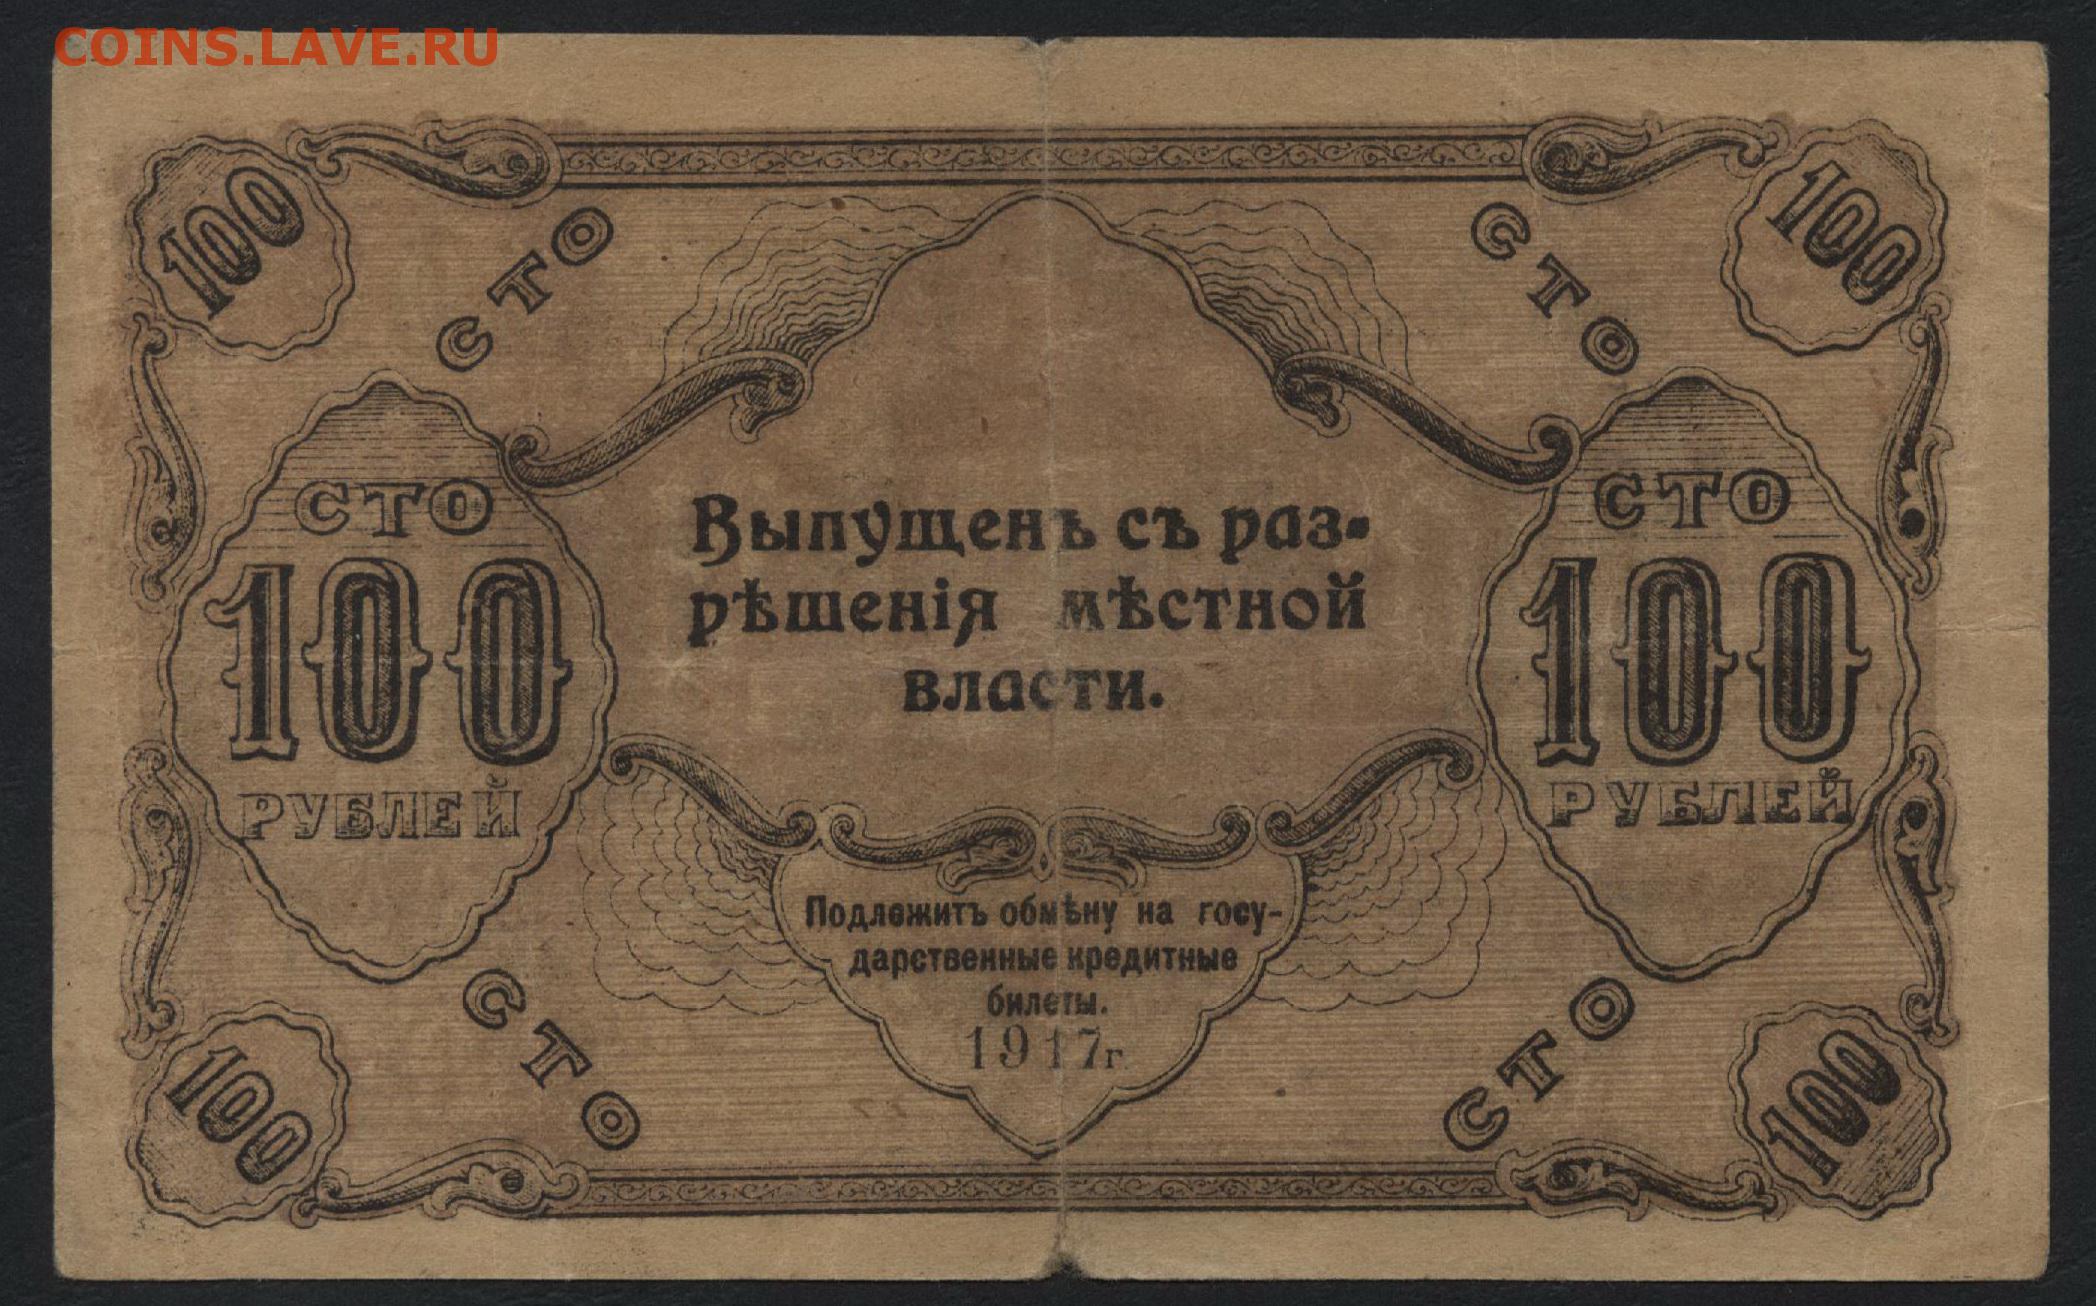 COINS.LAVE.RU
100
СТО
СТО
100
СТО
100
РУБЛЕЙ
Выпущенъ съ раз-
рѣшенія мѣстной
власти.
СТО
100
РУБЛЕЙ
Подлежитъ обмѣну на госу-
дарственные кредитные
билеты.
1917г.
СТО
СТО
100
100